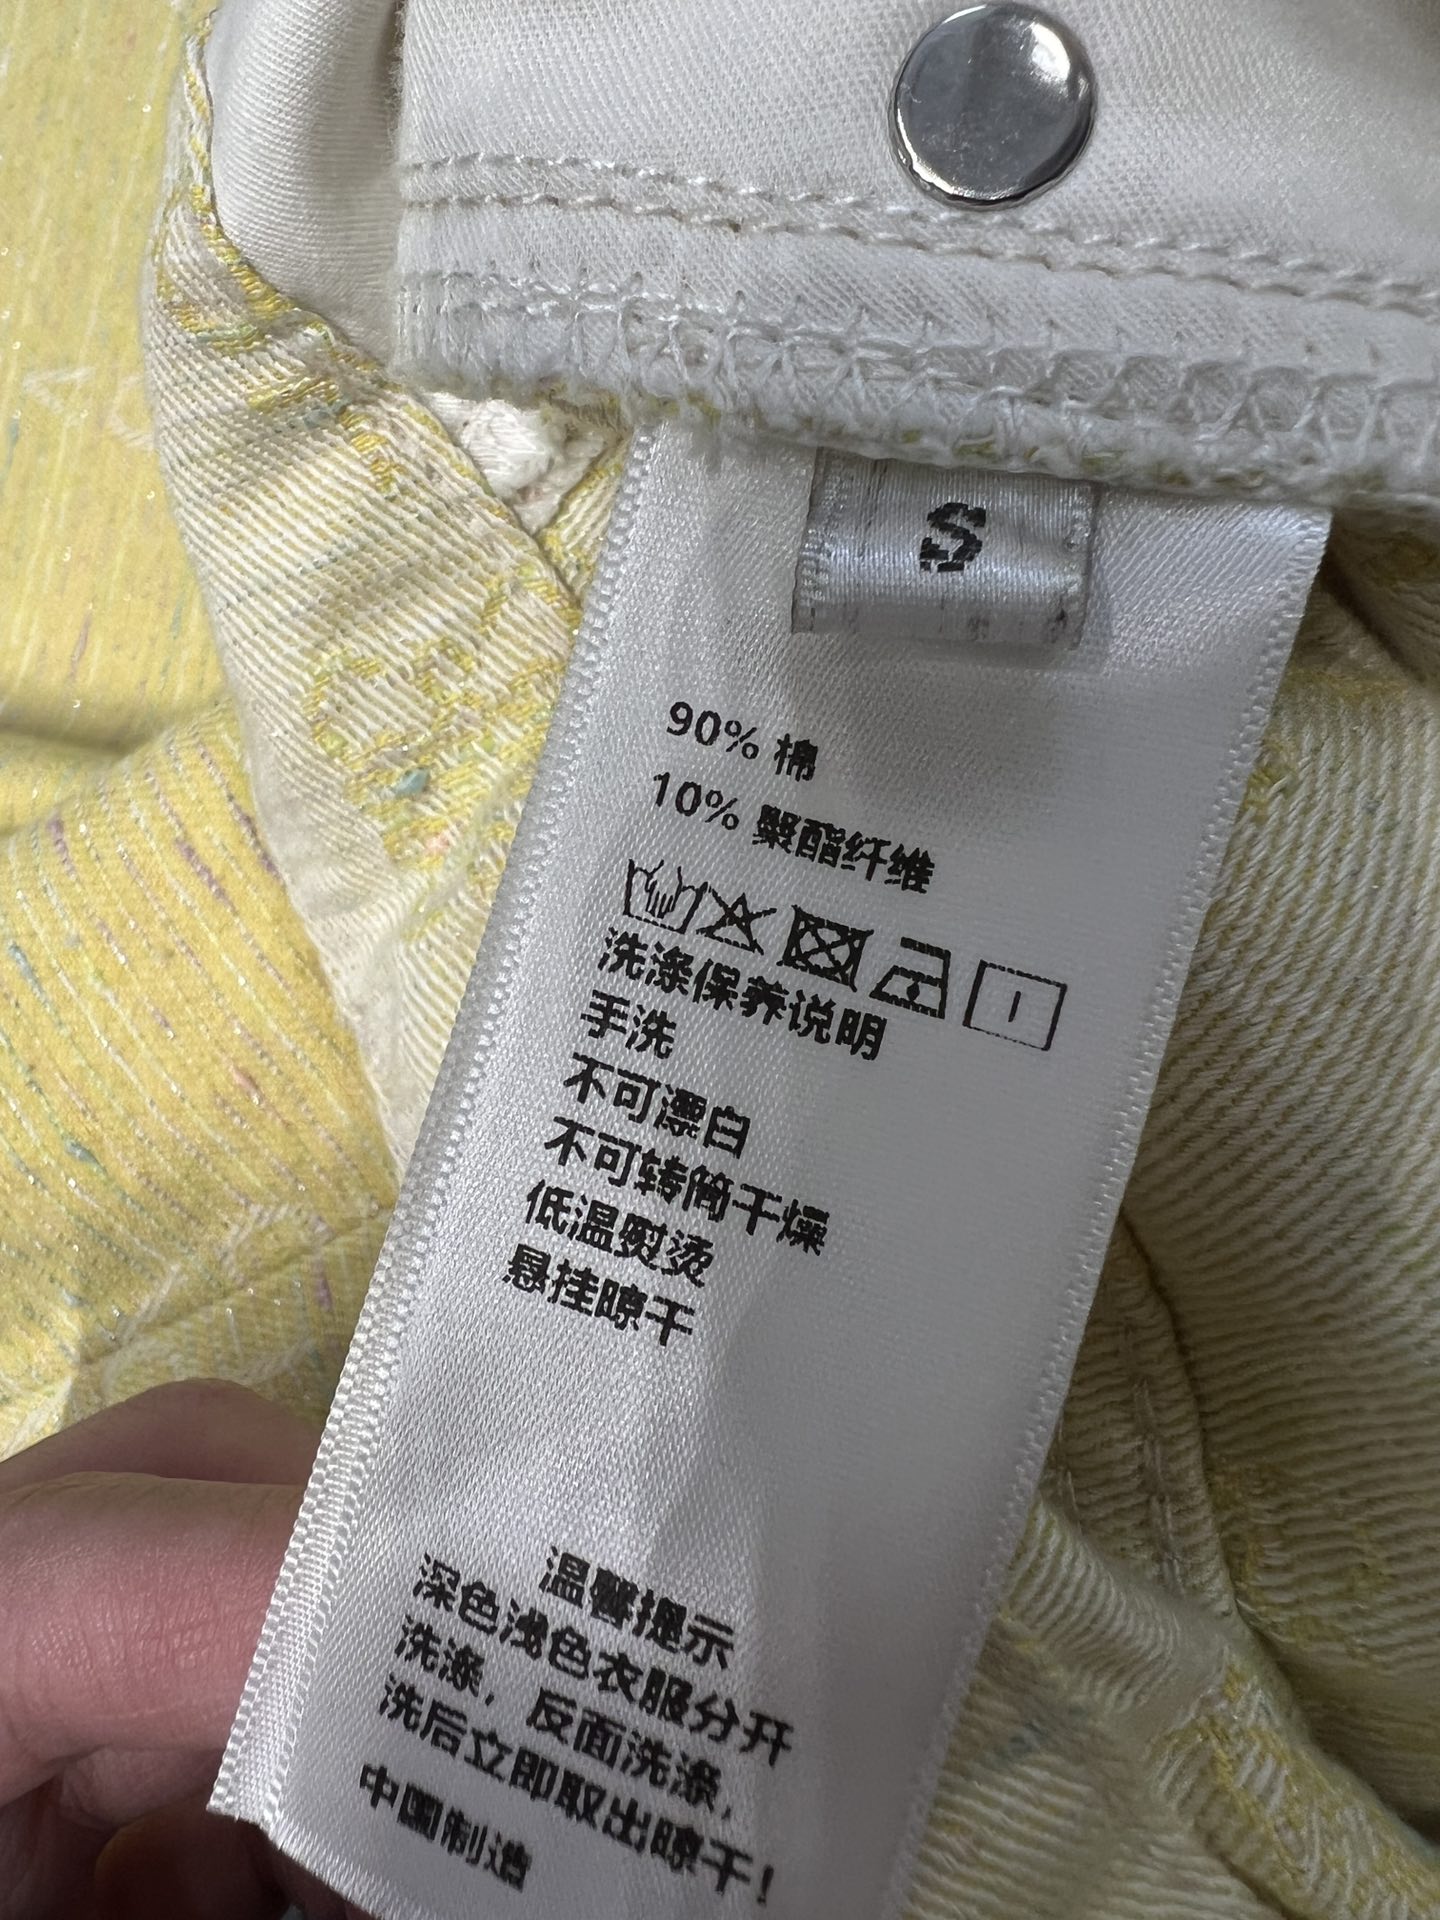 S
90% 棉
10% 聚酯纤维
洗涤保养说明
手洗
不可漂白
不可转筒干燥
低温熨烫
悬挂晾干
温馨提示
深色浅色衣服分开
洗涤，反面洗涤，
洗后立即取出晾干！
中国制造